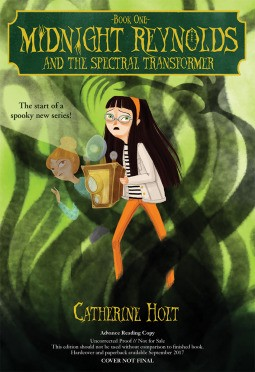 -BOOK ONE-
MIDNIGHT REYNOLDS
AND THE SPECTRAL TRANSFORMER
The start of a
spooky new series!
CATHERINE HOLT
Advance Reading Copy
Uncorrected Proof // Not for Sale
This edition should not be used without comparison to finished book.
Hardcover and paperback available September 2017
COVER NOT FINAL